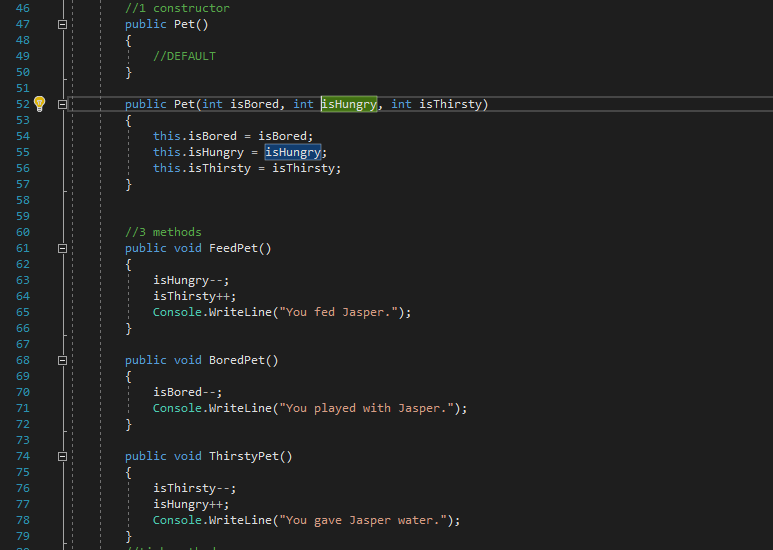 46 //1 constructor
47 public Pet()
48 {
49 //DEFAULT
50 }
51
52 public Pet(int isBored, int isHungry, int isThirsty)
53 {
54 this.isBored = isBored;
55 this.isHungry = isHungry;
56 this.isThirsty = isThirsty;
57 }
58
59
60 //3 methods
61 public void FeedPet()
62 {
63 isHungry--;
64 isThirsty++;
65 Console.WriteLine("You fed Jasper.");
66 }
67
68 public void BoredPet()
69 {
70 isBored--;
71 Console.WriteLine("You played with Jasper.");
72 }
73
74 public void ThirstyPet()
75 {
76 isThirsty--;
77 isHungry++;
78 Console.WriteLine("You gave Jasper water.");
79 }